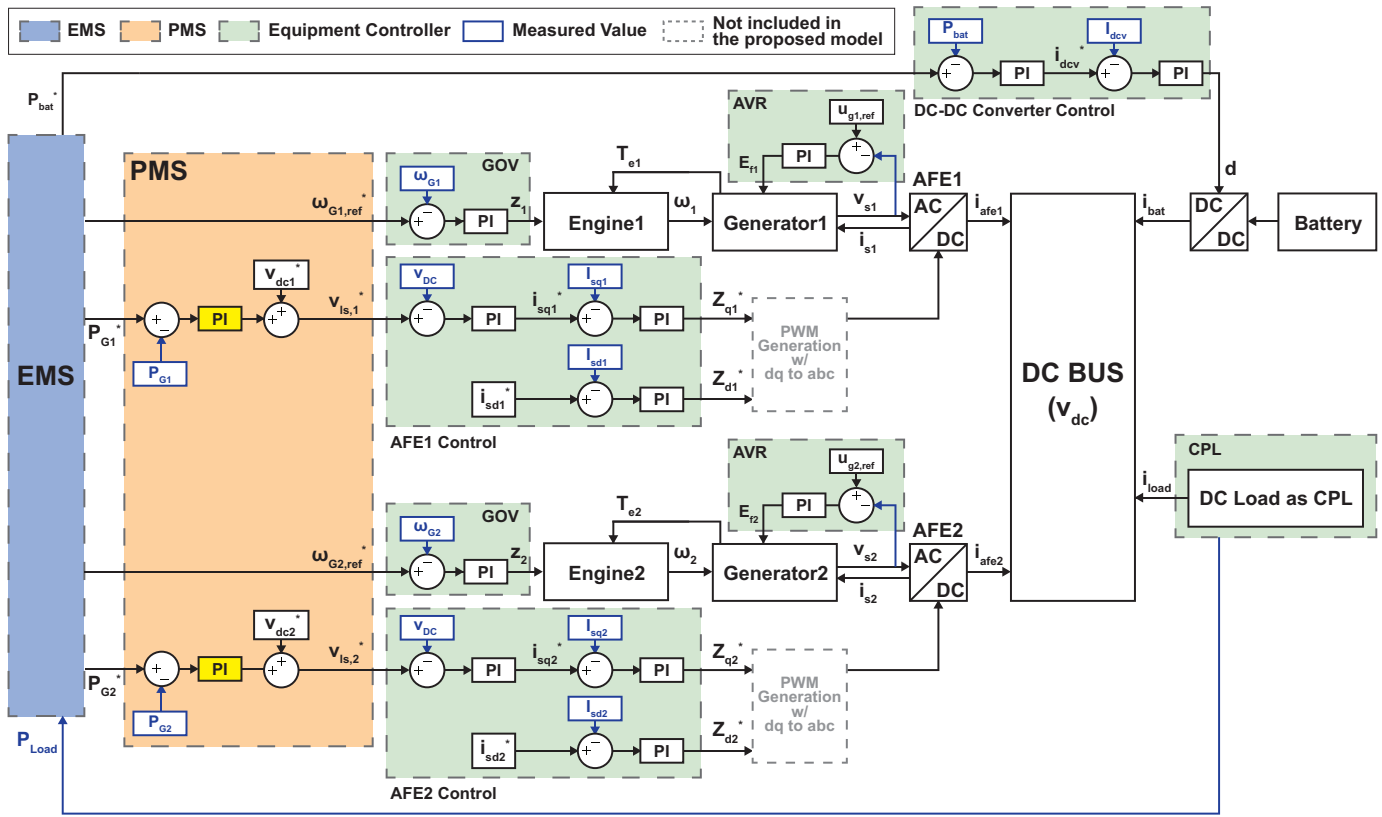 EMS
PMS
Equipment Controller
Measured Value
Not included in
the proposed model
P_bat
I_dcv
+ −
PI
i_dcv*
+ −
PI
DC-DC Converter Control
P_bat*
EMS
PMS
ω_G1,ref*
GOV
ω_G1
+ −
PI
z_1
T_e1
Engine1
ω_1
AVR
u_g1,ref
+ −
PI
E_f1
Generator1
v_s1
i_s1
AFE1
AC
DC
i_afe1
DC BUS
(v_dc)
i_bat
d
DC
DC
Battery
P_G1*
+ −
P_G1
PI
v_dc1*
+ +
v_ls,1*
v_DC
+ −
PI
i_sq1*
I_sq1
+ −
PI
Z_q1*
i_sd1*
I_sd1
+ −
PI
Z_d1*
PWM
Generation
w/
dq to abc
AFE1 Control
CPL
i_load
DC Load as CPL
ω_G2,ref*
GOV
ω_G2
+ −
PI
z_2
T_e2
Engine2
ω_2
AVR
u_g2,ref
+ −
PI
E_f2
Generator2
v_s2
i_s2
AFE2
AC
DC
i_afe2
P_G2*
+ −
P_G2
PI
v_dc2*
+ +
v_ls,2*
v_DC
+ −
PI
i_sq2*
I_sq2
+ −
PI
Z_q2*
i_sd2*
I_sd2
+ −
PI
Z_d2*
PWM
Generation
w/
dq to abc
AFE2 Control
P_Load